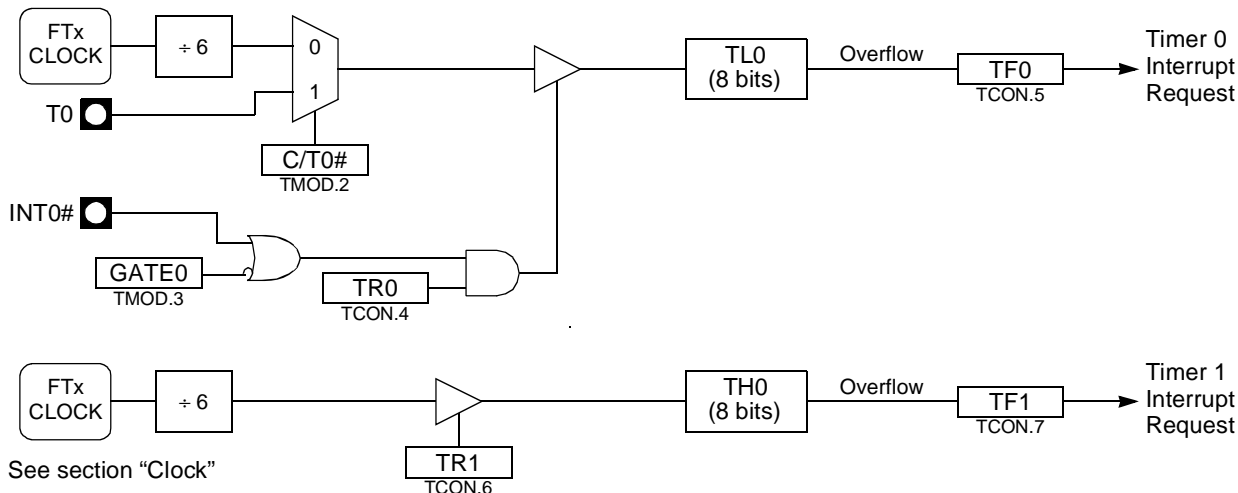 FTx
CLOCK
÷ 6
0
1
T0
C/T0#
TMOD.2
TL0
(8 bits)
Overflow
TF0
TCON.5
Timer 0
Interrupt
Request
INT0#
GATE0
TMOD.3
TR0
TCON.4
FTx
CLOCK
÷ 6
TR1
TCON.6
TH0
(8 bits)
Overflow
TF1
TCON.7
Timer 1
Interrupt
Request
See section “Clock”